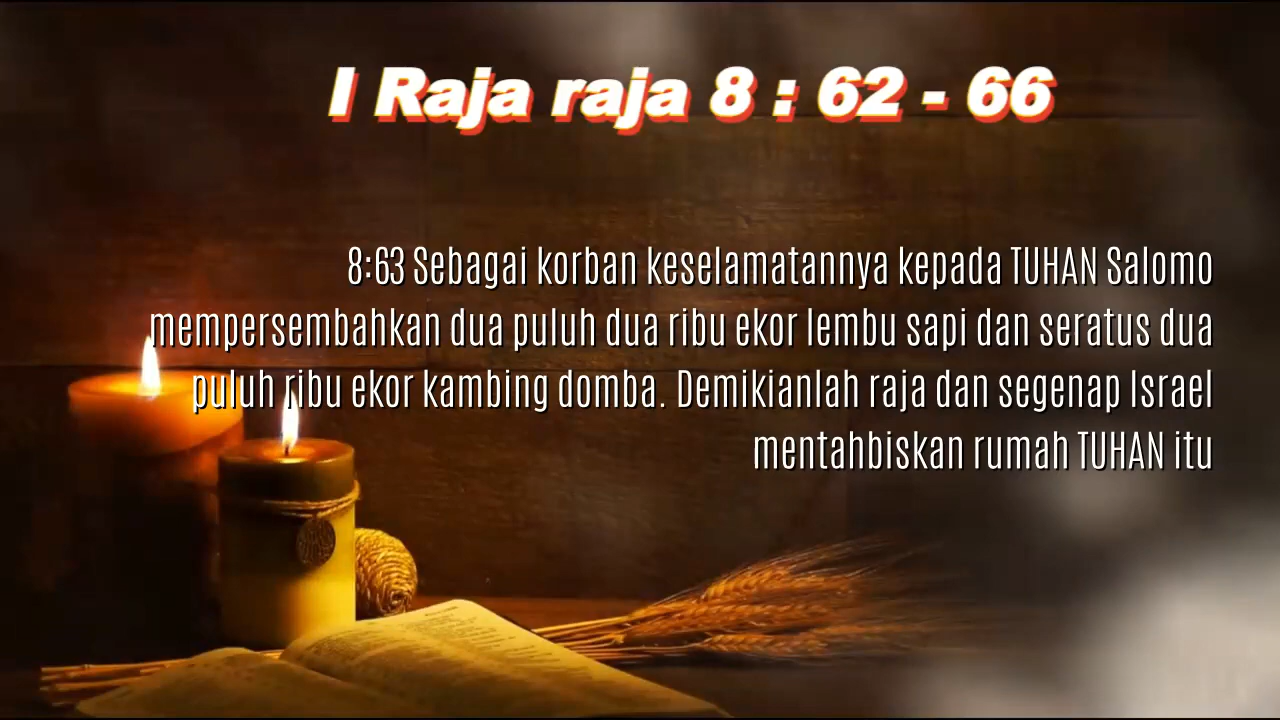 I Raja raja 8 : 62 - 66
8:63 Sebagai korban keselamatannya kepada TUHAN Salomo
mempersembahkan dua puluh dua ribu ekor lembu sapi dan seratus dua
puluh ribu ekor kambing domba. Demikianlah raja dan segenap Israel
mentahbiskan rumah TUHAN itu